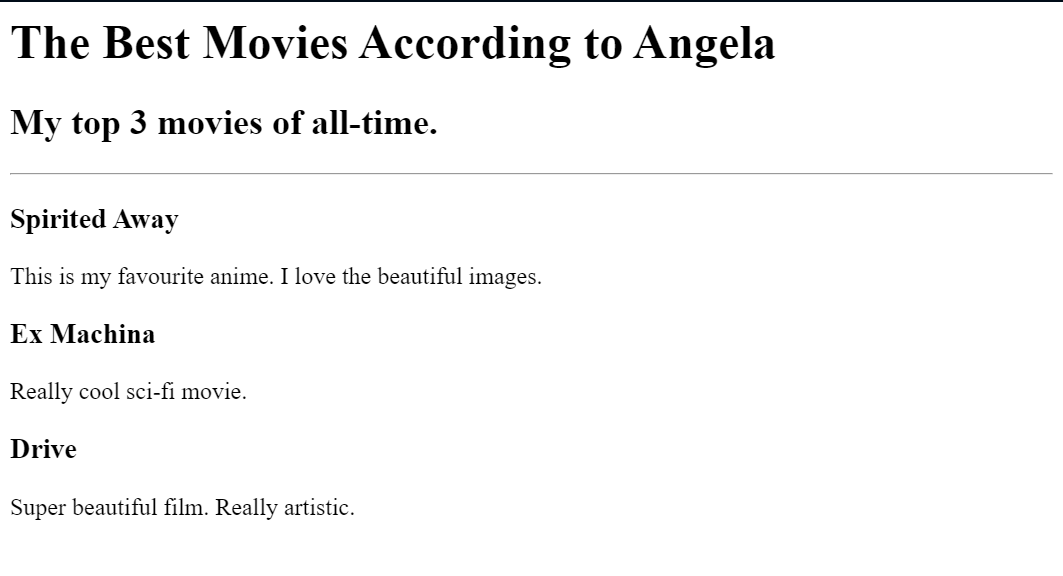 The Best Movies According to Angela
My top 3 movies of all-time.
Spirited Away
This is my favourite anime. I love the beautiful images.
Ex Machina
Really cool sci-fi movie.
Drive
Super beautiful film. Really artistic.